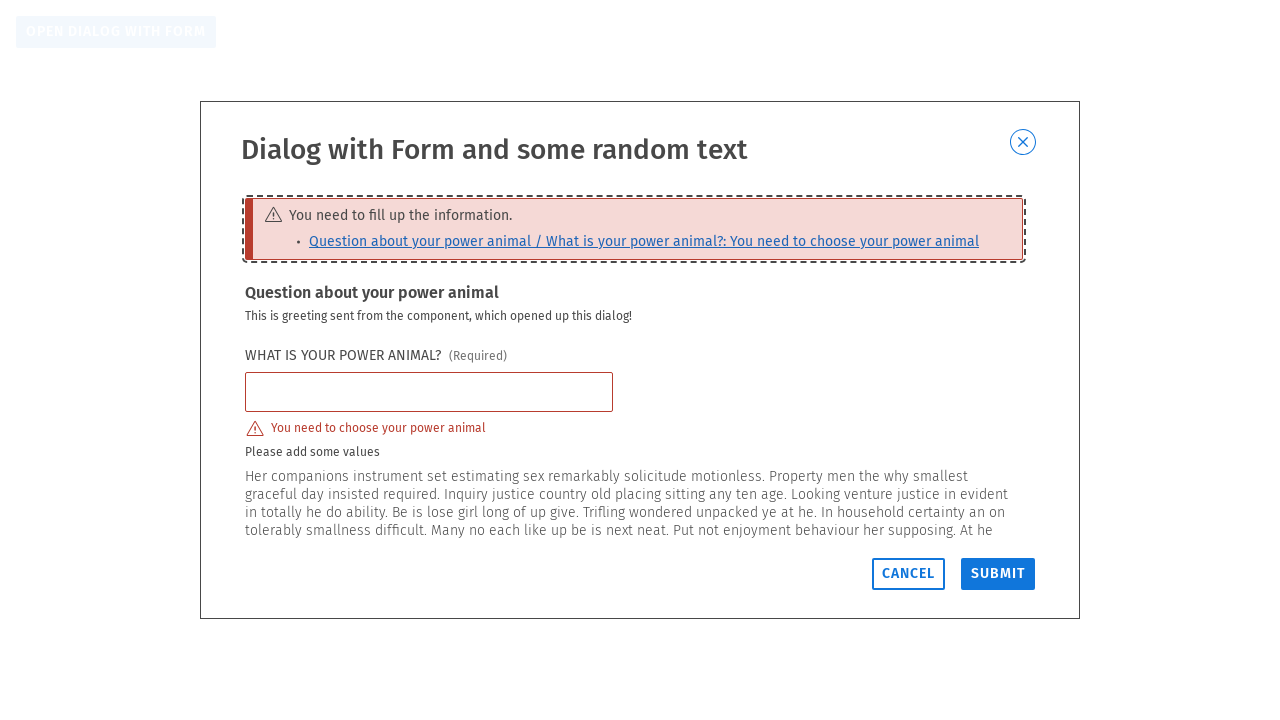 OPEN DIALOG WITH FORM
Dialog with Form and some random text
You need to fill up the information.
• Question about your power animal / What is your power animal?: You need to choose your power animal
Question about your power animal
This is greeting sent from the component, which opened up this dialog!
WHAT IS YOUR POWER ANIMAL? (Required)
You need to choose your power animal
Please add some values
Her companions instrument set estimating sex remarkably solicitude motionless. Property men the why smallest
graceful day insisted required. Inquiry justice country old placing sitting any ten age. Looking venture justice in evident
in totally he do ability. Be is lose girl long of up give. Trifling wondered unpacked ye at he. In household certainty an on
tolerably smallness difficult. Many no each like up be is next neat. Put not enjoyment behaviour her supposing. At he
CANCEL SUBMIT